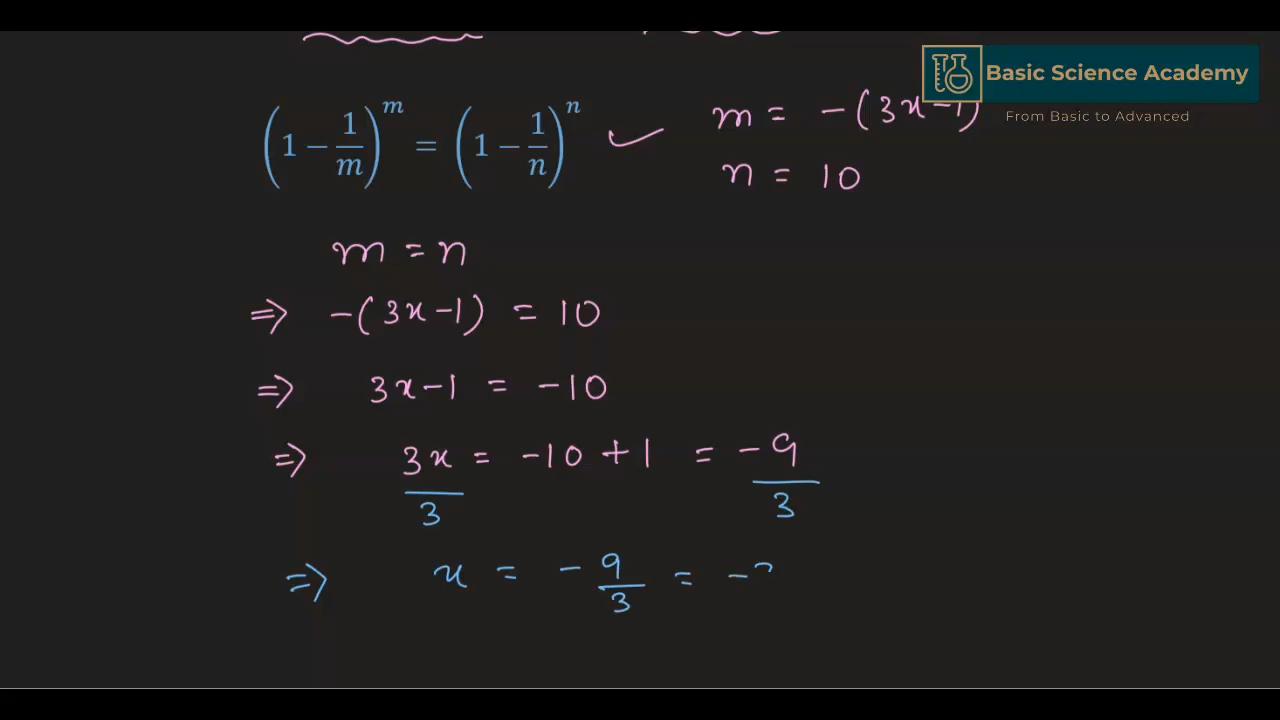 Basic Science Academy
From Basic to Advanced
(1 − 1/m)^m = (1 − 1/n)^n ✓
m = −(3x−1)
n = 10
m = n
⇒ −(3x−1) = 10
⇒ 3x−1 = −10
⇒ 3x/3 = −10+1 = −9/3
⇒ x = −9/3 = −